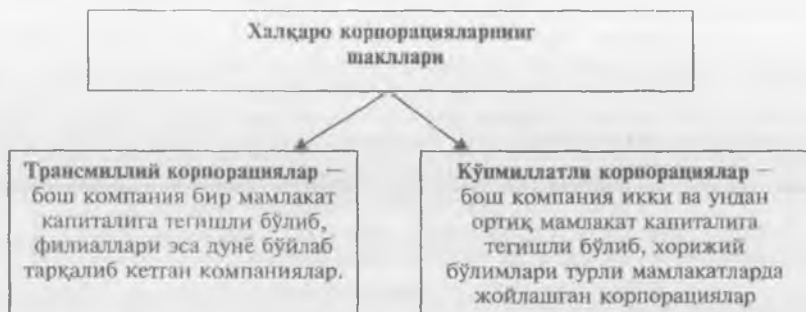 Халқаро корпорацияларнинг
шакллари
Трансмиллий корпорациялар —
бош компания бир мамлакат
капиталига тегишли бўлиб,
филиаллари эса дунё бўйлаб
тарқалиб кетган компаниялар.
Кўпмиллатли корпорациялар —
бош компания икки ва ундан
ортиқ мамлакат капиталига
тегишли бўлиб, хорижий
бўлимлари турли мамлакатларда
жойлашган корпорациялар